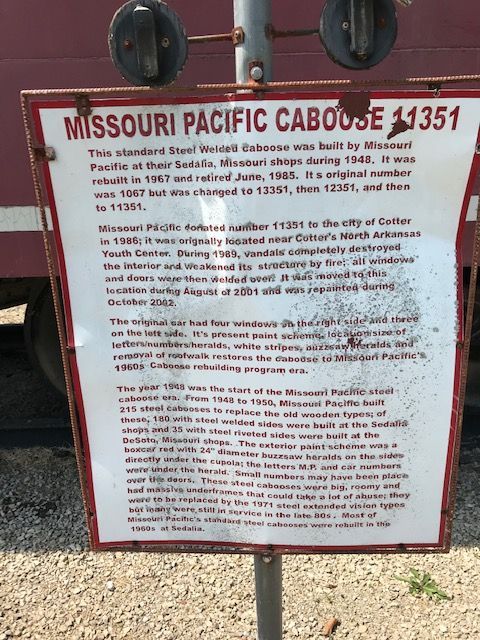 MISSOURI PACIFIC CABOOSE 11351
This standard Steel Welded caboose was built by Missouri
Pacific at their Sedalia, Missouri shops during 1948. It was
rebuilt in 1967 and retired June, 1985. It's original number
was 1067 but was changed to 13351, then 12351, and then
to 11351.
Missouri Pacific donated number 11351 to the city of Cotter
in 1986; it was orignally located near Cotter's North Arkansas
Youth Center. During 1989, vandals completely destroyed
the interior and weakened its structure by fire; all windows
and doors were then welded over. It was moved to this
location during August of 2001 and was repainted during
October 2002.
The original car had four windows on the right side and three
on the left side. It's present paint scheme, location/size of
letters/numbers/heralds, white stripes, buzzsaw heralds and
removal of roofwalk restores the caboose to Missouri Pacific's
1960s Caboose rebuilding program era.
The year 1948 was the start of the Missouri Pacific steel
caboose era. From 1948 to 1950, Missouri Pacific built
215 steel cabooses to replace the old wooden types; of
these, 180 with steel welded sides were built at the Sedalia
shops and 35 with steel riveted sides were built at the
DeSoto, Missouri shops. The exterior paint scheme was a
boxcar red with 24" diameter buzzsaw heralds on the sides
directly under the cupola; the letters M.P. and car numbers
were under the herald. Small numbers may have been place
over the doors. These steel cabooses were big, roomy and
had massive underframes that could take a lot of abuse; they
were to be replaced by the 1971 steel extended vision types
but many were still in service in the late 80s. Most of
Missouri Pacific's standard steel cabooses were rebuilt in the
1960s at Sedalia.